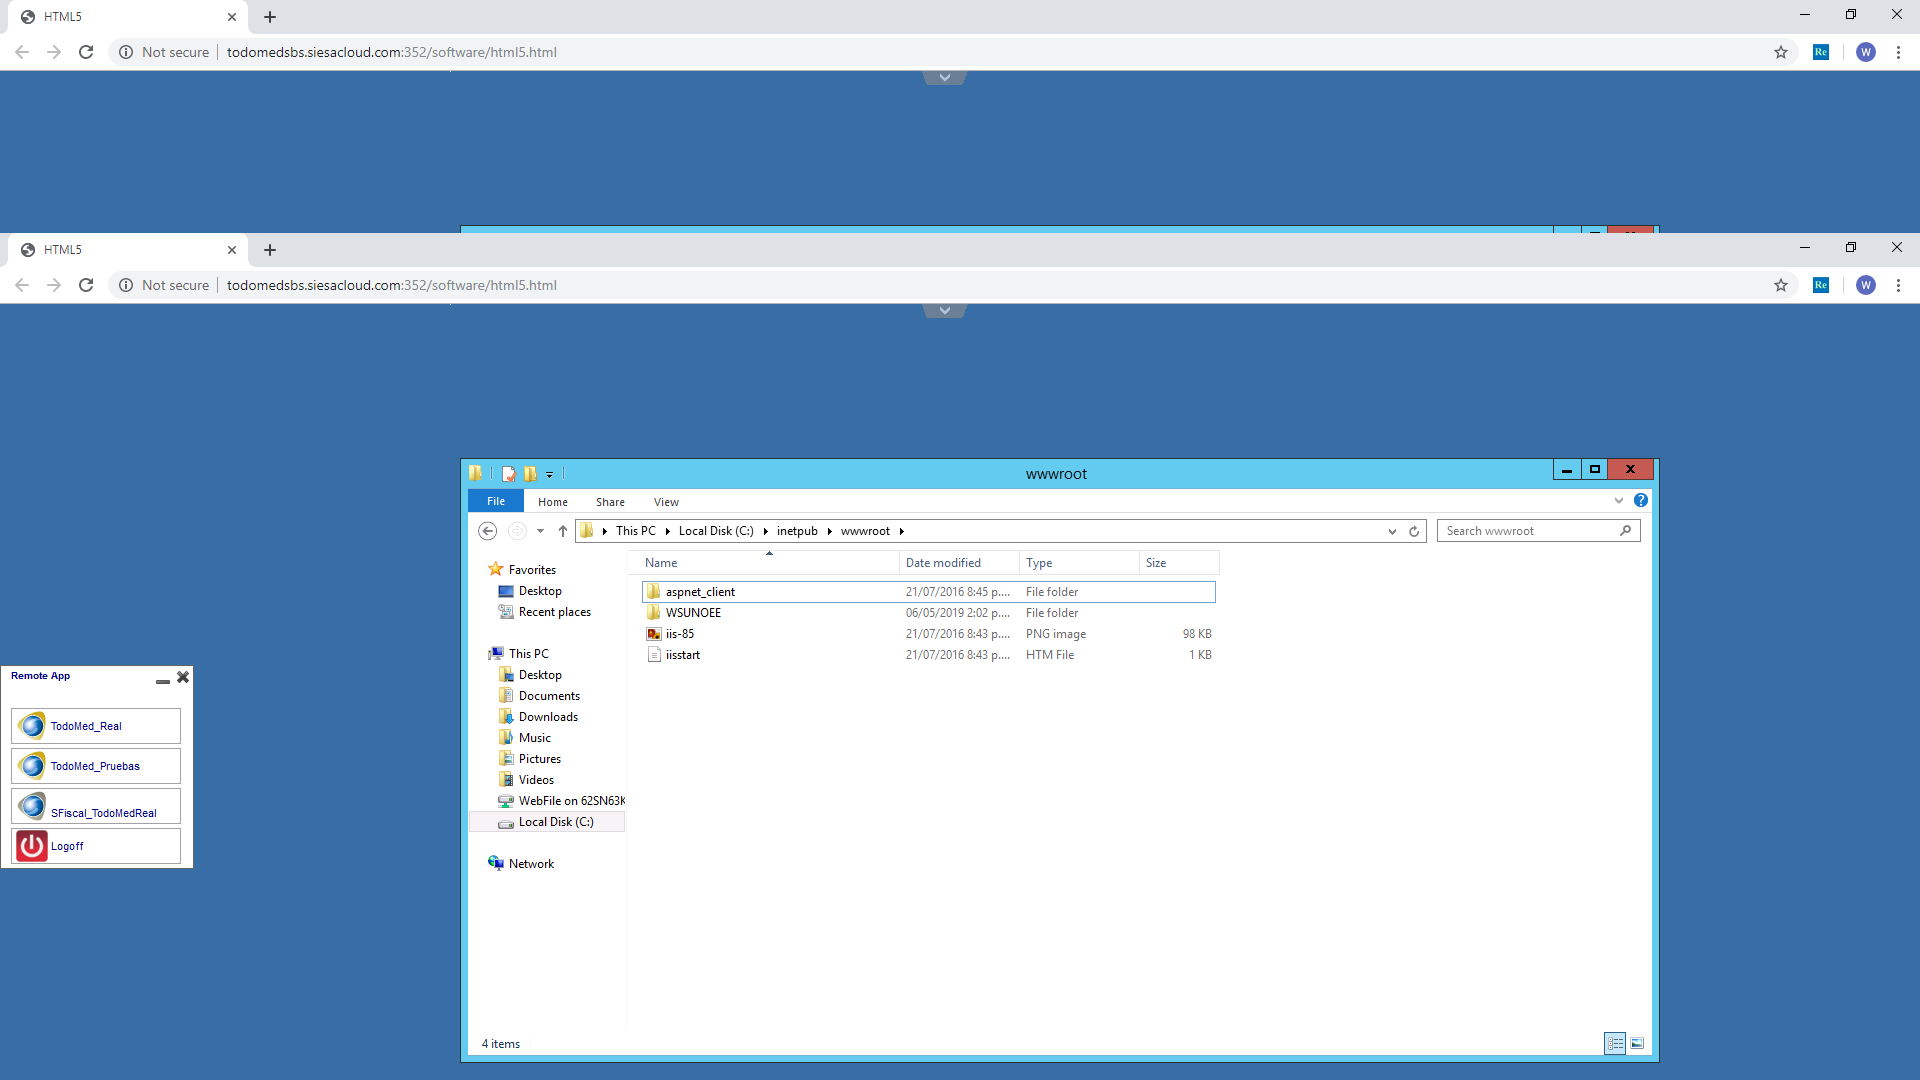 HTML5
Not secure todomedsbs.siesacloud.com:352/software/html5.html
Re
W
HTML5
Not secure todomedsbs.siesacloud.com:352/software/html5.html
Re
W
wwwroot
File Home Share View
This PC Local Disk (C:) inetpub wwwroot
Search wwwroot
Name Date modified Type Size
aspnet_client 21/07/2016 8:45 p.... File folder
WSUNOEE 06/05/2019 2:02 p.... File folder
iis-85 21/07/2016 8:43 p.... PNG image 98 KB
iisstart 21/07/2016 8:43 p.... HTM File 1 KB
Favorites
Desktop
Recent places
This PC
Desktop
Documents
Downloads
Music
Pictures
Videos
WebFile on 62SN63K
Local Disk (C:)
Network
4 items
Remote App
TodoMed_Real
TodoMed_Pruebas
SFiscal_TodoMedReal
Logoff